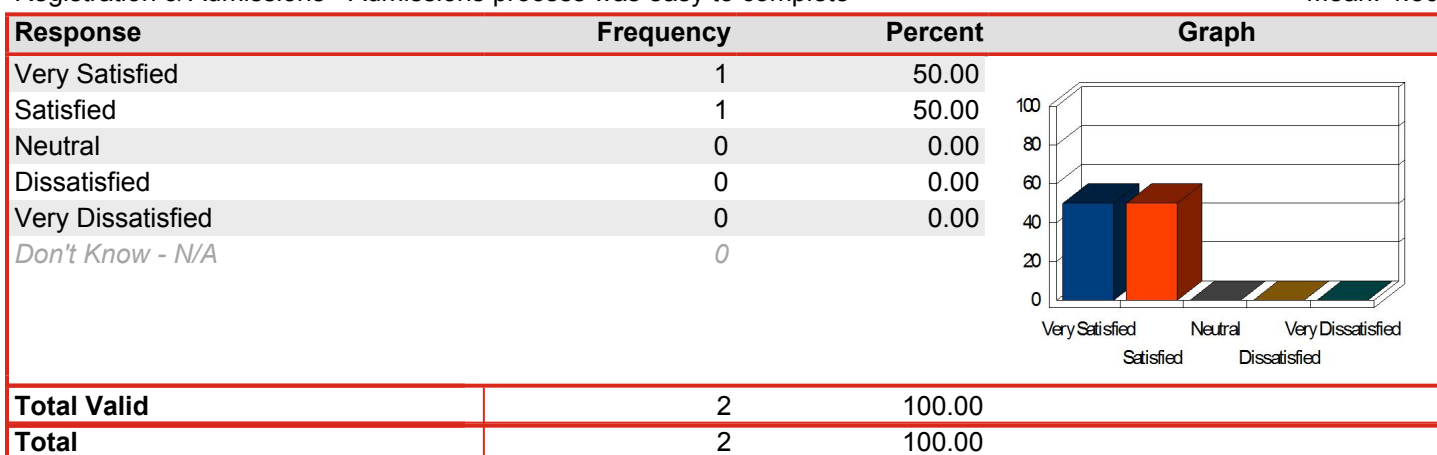 Response Frequency Percent Graph
Very Satisfied 1 50.00
Satisfied 1 50.00
Neutral 0 0.00
Dissatisfied 0 0.00
Very Dissatisfied 0 0.00
Don't Know - N/A 0
100
80
60
40
20
0
Very Satisfied Neutral Very Dissatisfied
Satisfied Dissatisfied
Total Valid 2 100.00
Total 2 100.00